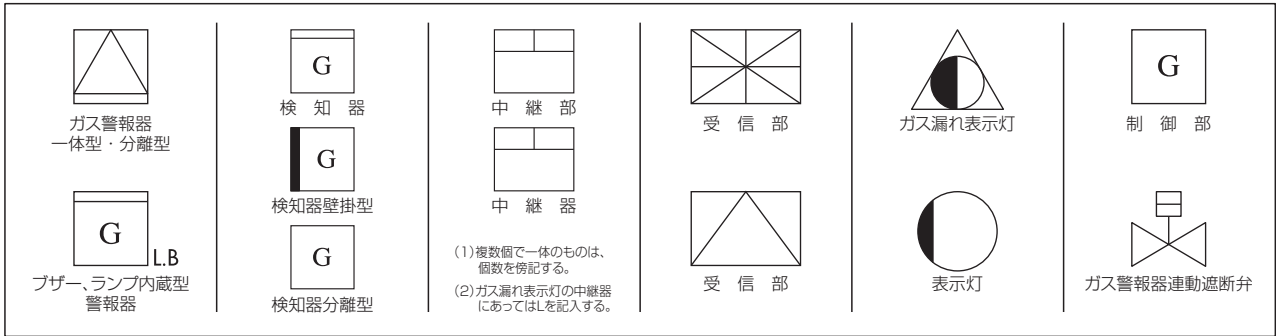 ガス警報器
一体型・分離型
G
L.B
ブザー、ランプ内蔵型
警報器
G
検 知 器
G
検知器壁掛型
G
検知器分離型
中 継 部
中 継 器
(1)複数個で一体のものは、
個数を傍記する。
(2)ガス漏れ表示灯の中継器
にあってはLを記入する。
受 信 部
受 信 部
ガス漏れ表示灯
表示灯
G
制 御 部
ガス警報器連動遮断弁